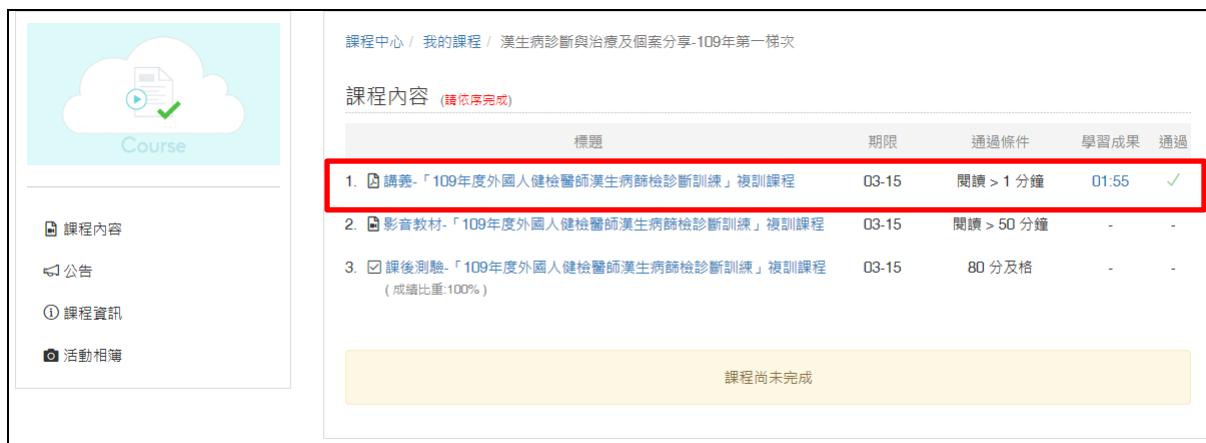 Course
課程內容
公告
課程資訊
活動相簿
課程中心 / 我的課程 / 漢生病診斷與治療及個案分享-109年第一梯次
課程內容 (請依序完成)
標題 期限 通過條件 學習成果 通過
1. 講義-「109年度外國人健檢醫師漢生病篩檢診斷訓練」複訓課程 03-15 閱讀 > 1 分鐘 01:55 ✓
2. 影音教材-「109年度外國人健檢醫師漢生病篩檢診斷訓練」複訓課程 03-15 閱讀 > 50 分鐘 - -
3. 課後測驗-「109年度外國人健檢醫師漢生病篩檢診斷訓練」複訓課程 03-15 80 分及格 - -
( 成績比重:100% )
課程尚未完成